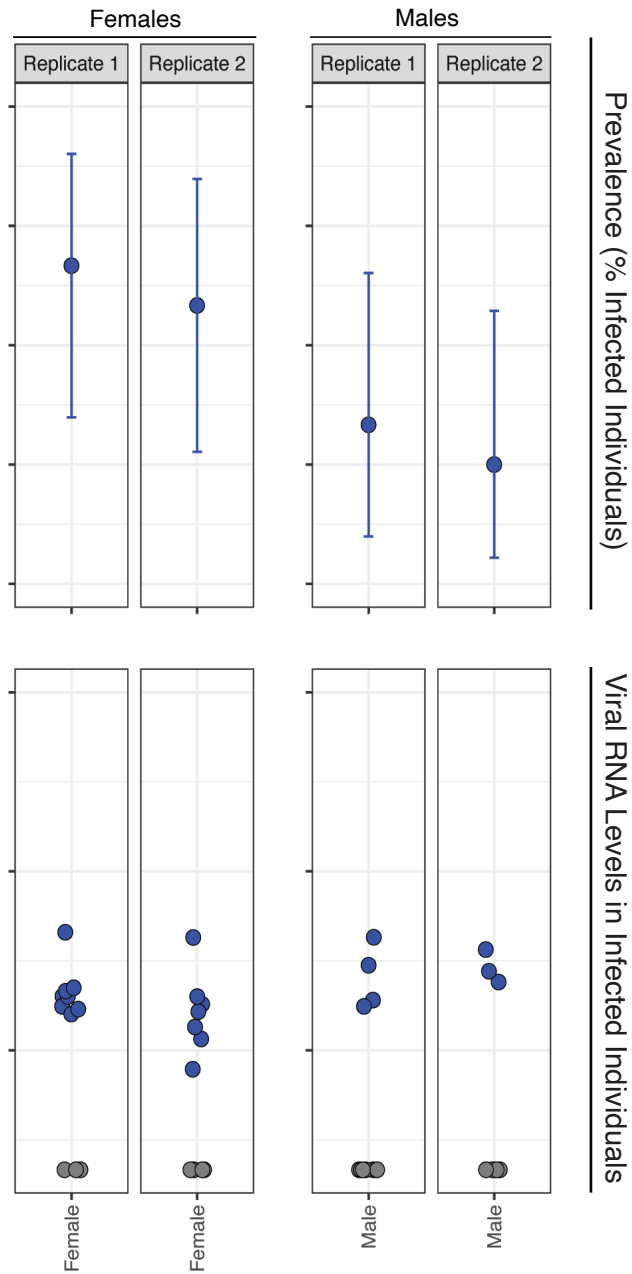 Females
Males
Replicate 1
Replicate 2
Replicate 1
Replicate 2
Prevalence (% Infected Individuals)
Viral RNA Levels in Infected Individuals
Female
Female
Male
Male